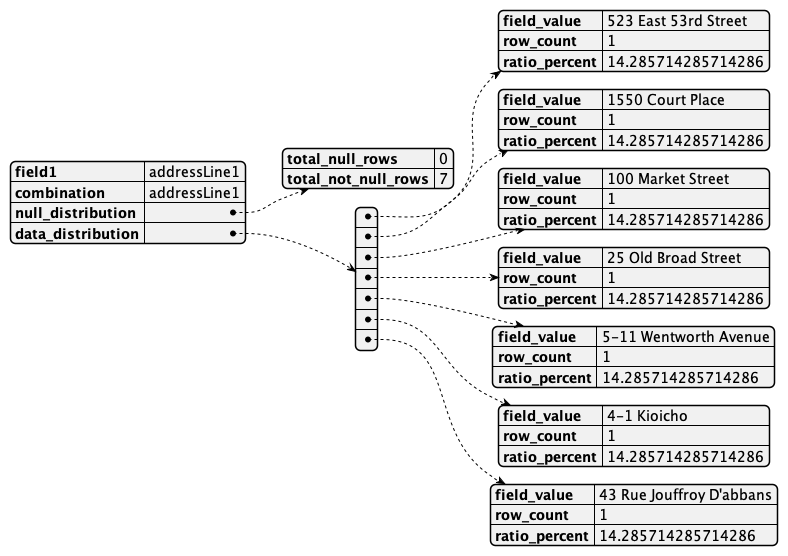 field1 addressLine1
combination addressLine1
null_distribution
data_distribution
total_null_rows 0
total_not_null_rows 7
field_value 523 East 53rd Street
row_count 1
ratio_percent 14.285714285714286
field_value 1550 Court Place
row_count 1
ratio_percent 14.285714285714286
field_value 100 Market Street
row_count 1
ratio_percent 14.285714285714286
field_value 25 Old Broad Street
row_count 1
ratio_percent 14.285714285714286
field_value 5-11 Wentworth Avenue
row_count 1
ratio_percent 14.285714285714286
field_value 4-1 Kioicho
row_count 1
ratio_percent 14.285714285714286
field_value 43 Rue Jouffroy D'abbans
row_count 1
ratio_percent 14.285714285714286